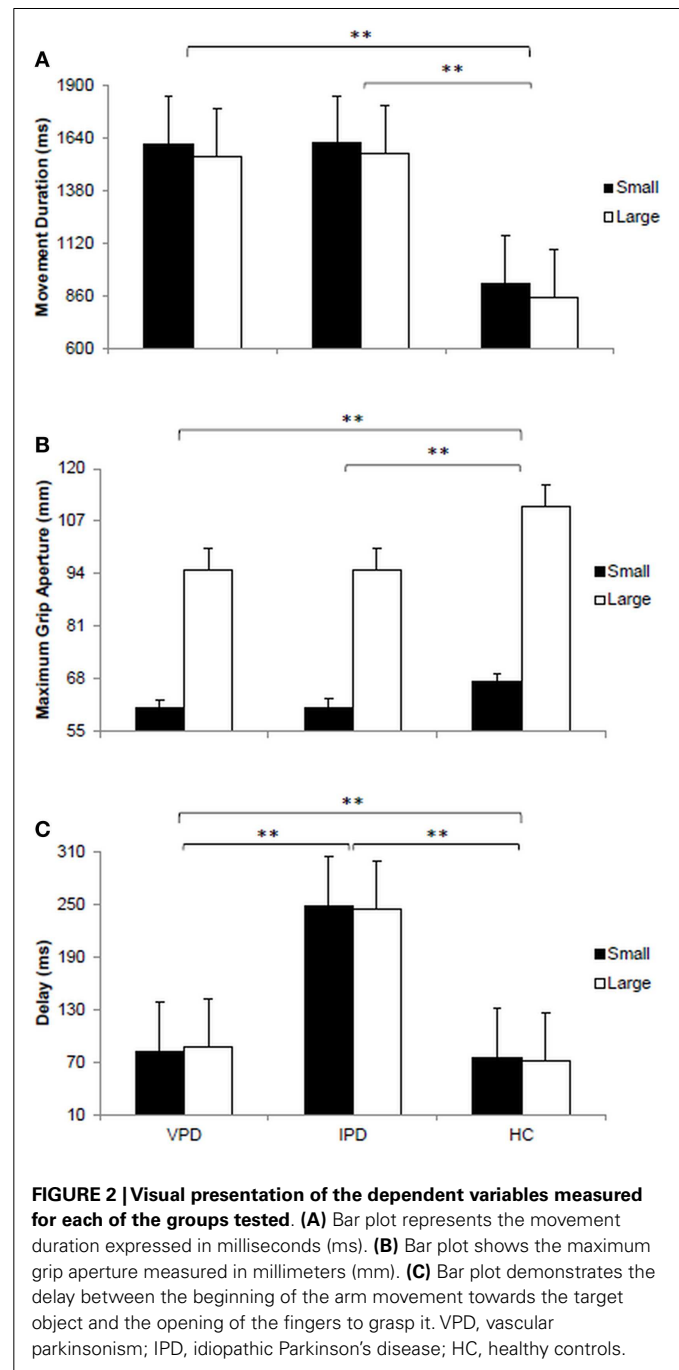 **
A
**
1900
1640
1380
1120
860
600
Movement Duration (ms)
Small
Large
**
B
**
120
107
94
81
68
55
Maximum Grip Aperture (mm)
Small
Large
**
C
**
**
310
250
190
130
70
10
Delay (ms)
Small
Large
VPD
IPD
HC
FIGURE 2 | Visual presentation of the dependent variables measured
for each of the groups tested. (A) Bar plot represents the movement
duration expressed in milliseconds (ms). (B) Bar plot shows the maximum
grip aperture measured in millimeters (mm). (C) Bar plot demonstrates the
delay between the beginning of the arm movement towards the target
object and the opening of the fingers to grasp it. VPD, vascular
parkinsonism; IPD, idiopathic Parkinson's disease; HC, healthy controls.